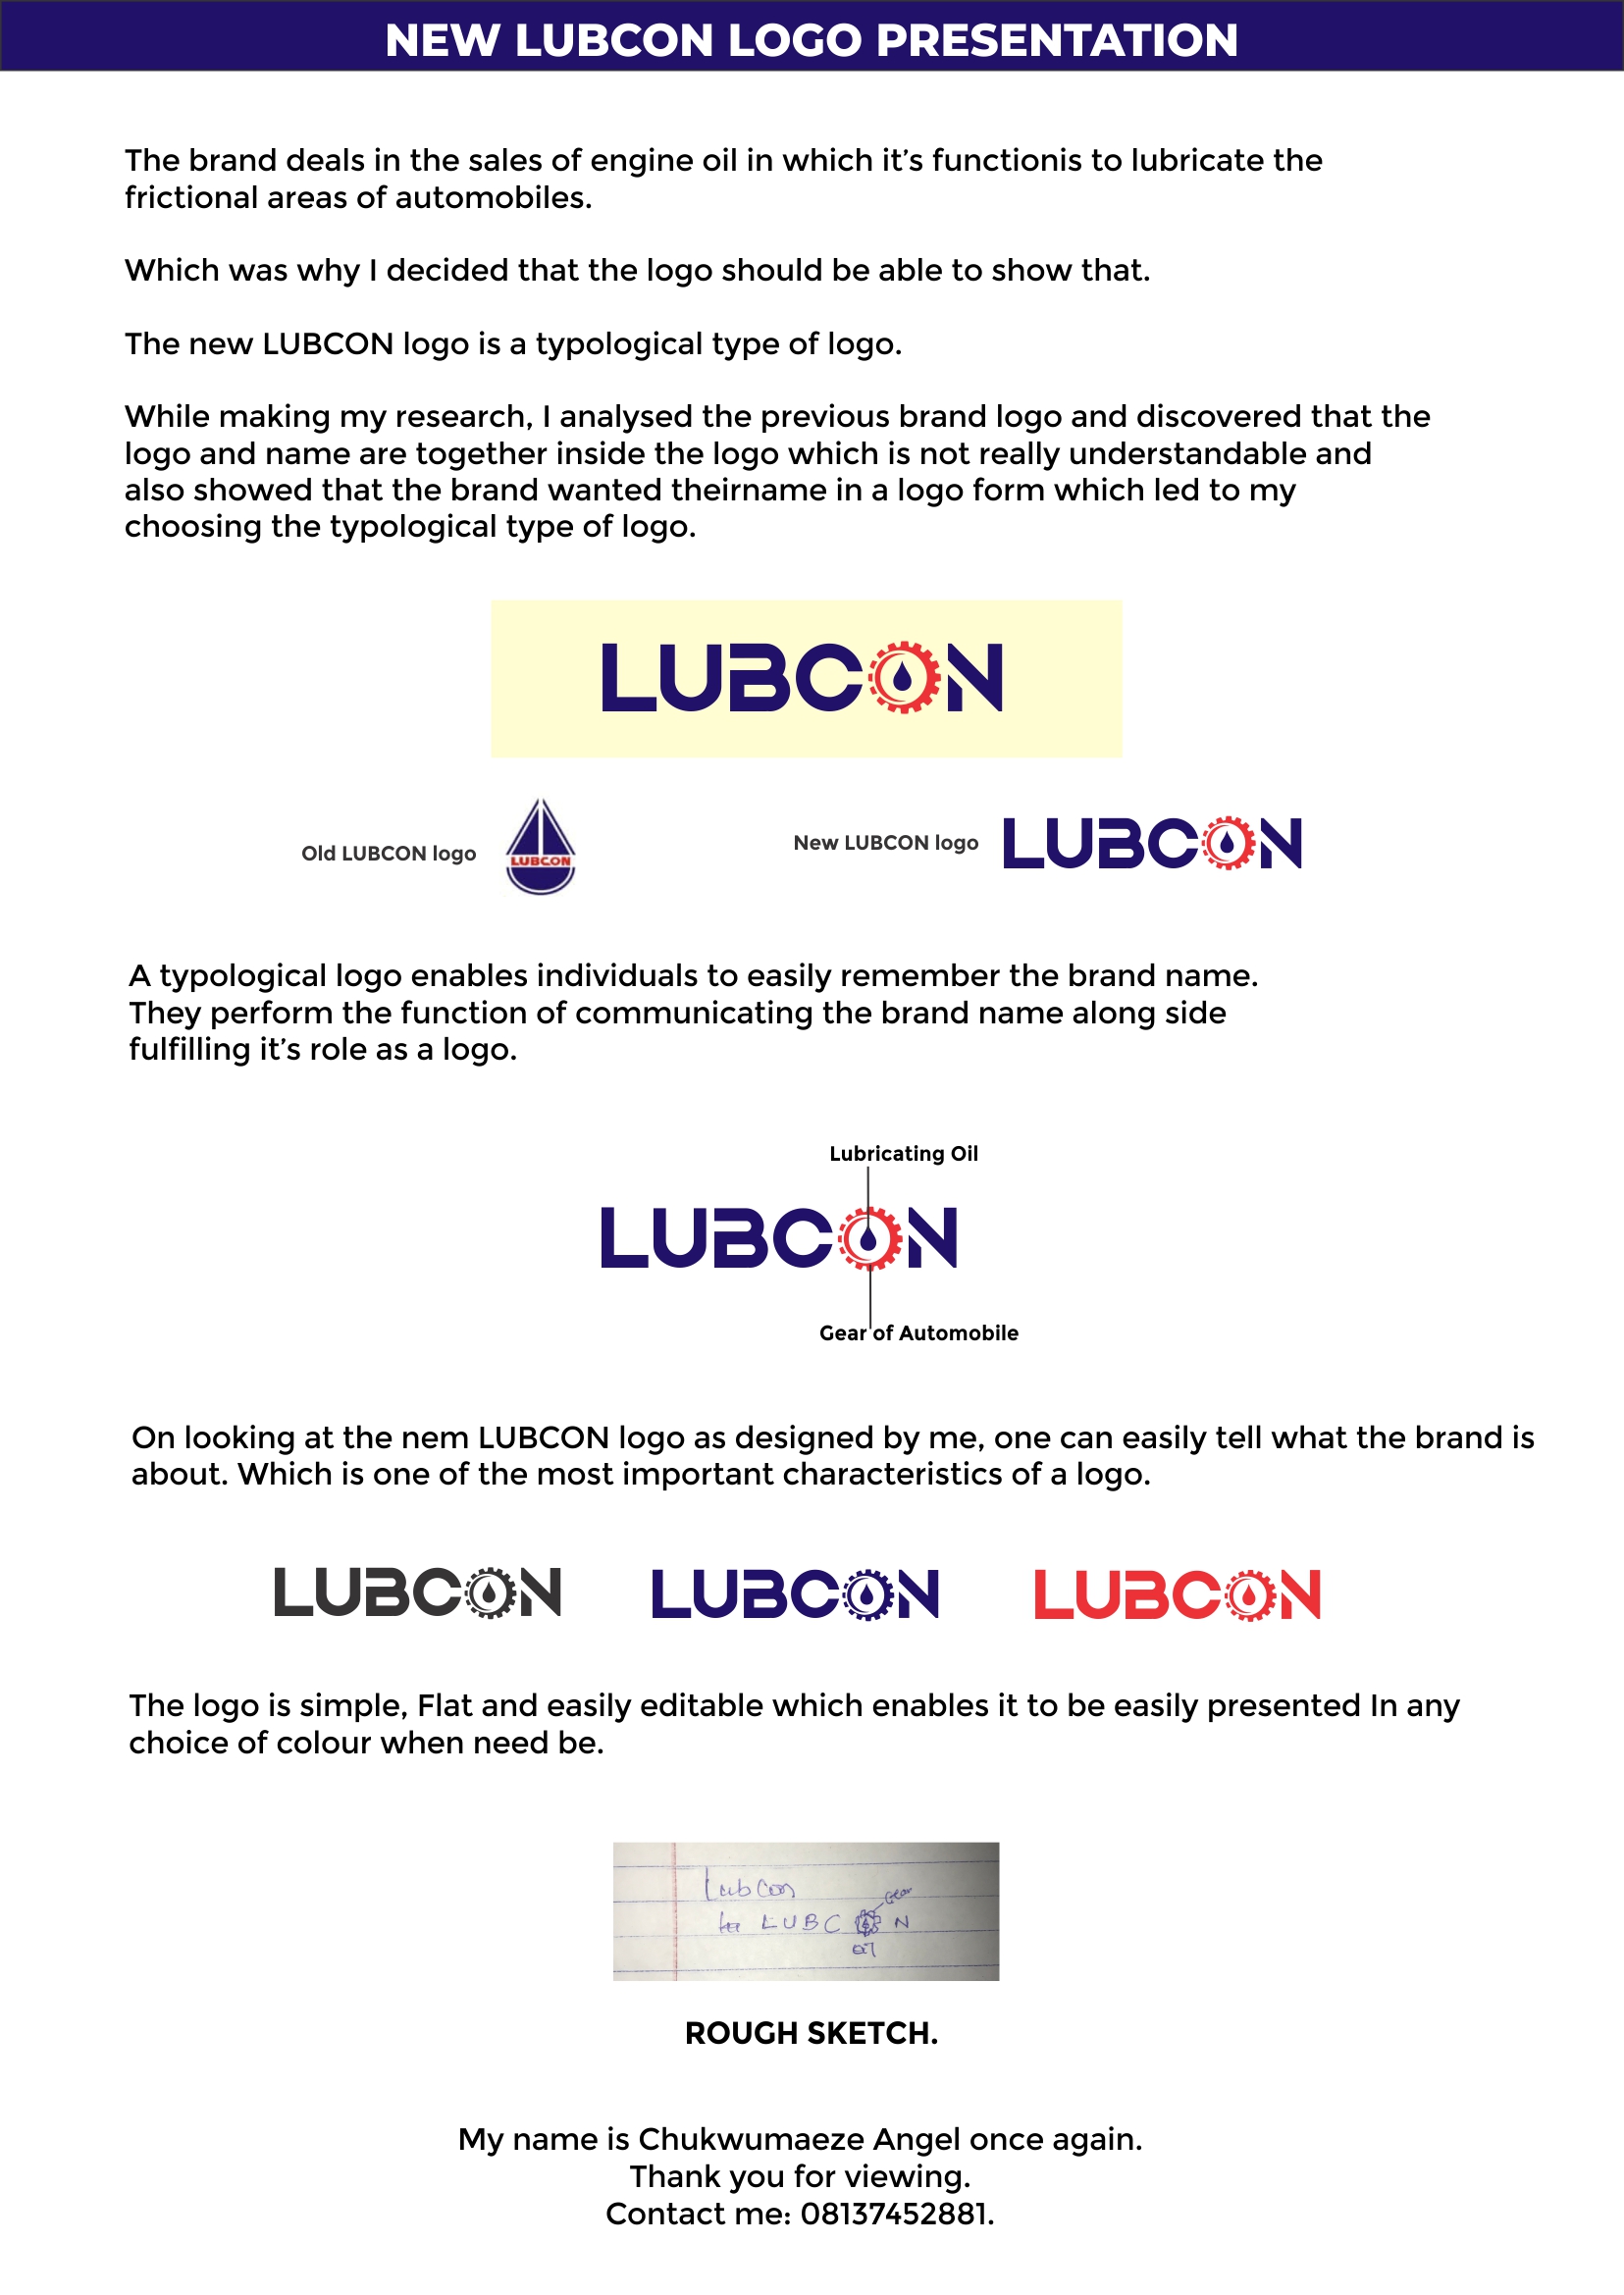 NEW LUBCON LOGO PRESENTATION
The brand deals in the sales of engine oil in which it’s functionis to lubricate the
frictional areas of automobiles.
Which was why I decided that the logo should be able to show that.
The new LUBCON logo is a typological type of logo.
While making my research, I analysed the previous brand logo and discovered that the
logo and name are together inside the logo which is not really understandable and
also showed that the brand wanted theirname in a logo form which led to my
choosing the typological type of logo.
LUBCON
Old LUBCON logo
LUBCON
New LUBCON logo
LUBCON
A typological logo enables individuals to easily remember the brand name.
They perform the function of communicating the brand name along side
fulfilling it’s role as a logo.
Lubricating Oil
LUBCON
Gear of Automobile
On looking at the nem LUBCON logo as designed by me, one can easily tell what the brand is
about. Which is one of the most important characteristics of a logo.
LUBCON LUBCON LUBCON
The logo is simple, Flat and easily editable which enables it to be easily presented In any
choice of colour when need be.
Lubcon
Gear
LUBCON
oil
ROUGH SKETCH.
My name is Chukwumaeze Angel once again.
Thank you for viewing.
Contact me: 08137452881.